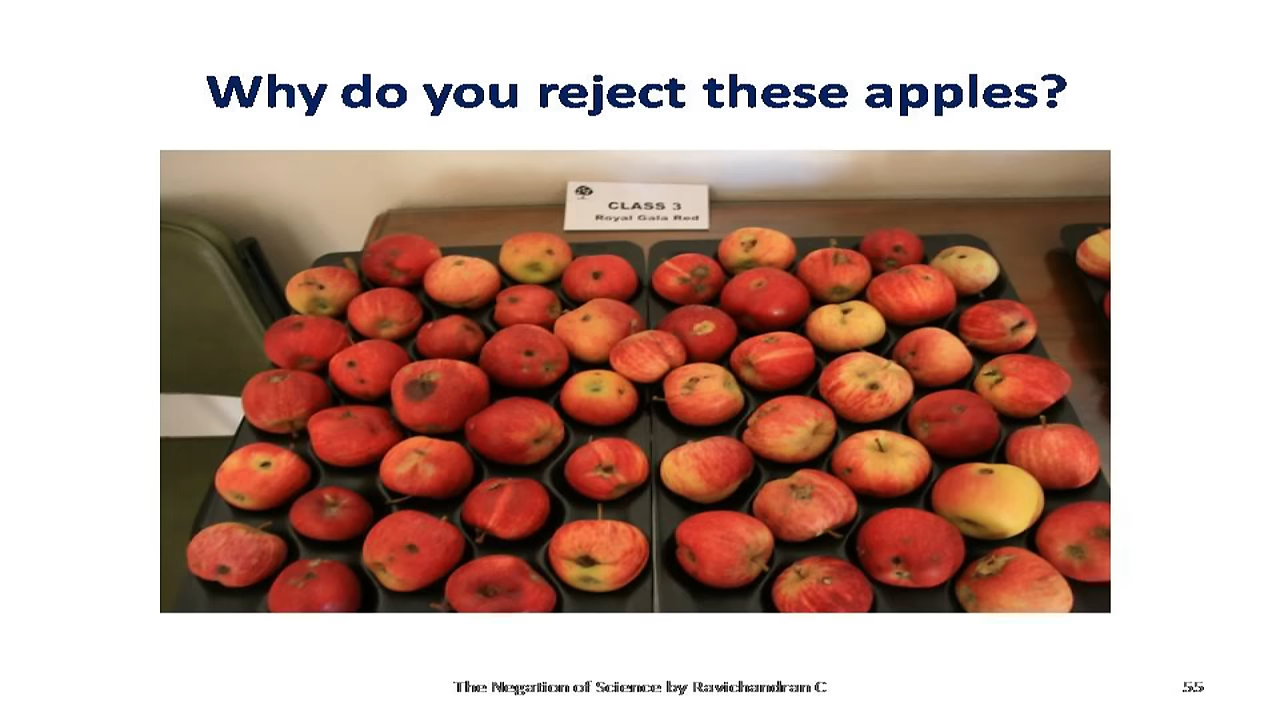 Why do you reject these apples?
CLASS 3
Royal Gala Red
The Negation of Science by Ravichandran C
55